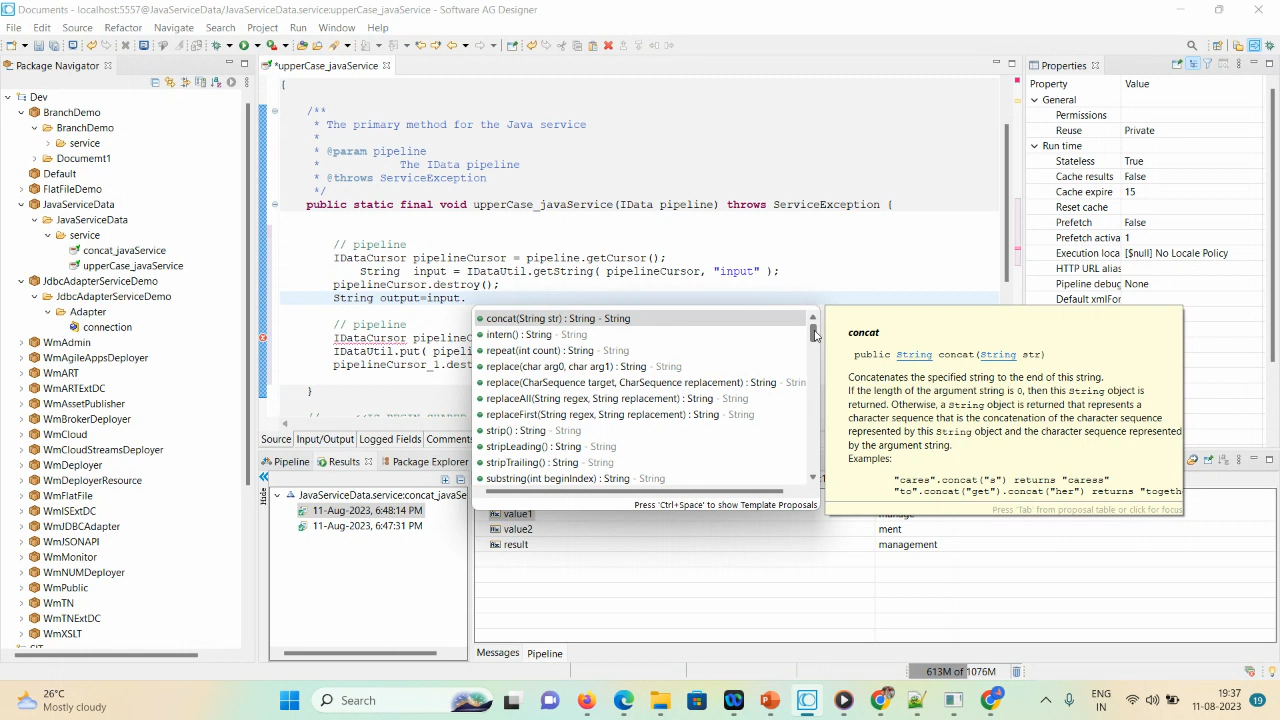 Documents - localhost:5557@JavaServiceData/JavaServiceData.service:upperCase_javaService - Software AG Designer
File Edit Source Refactor Navigate Search Project Run Window Help
Package Navigator
Dev
BranchDemo
BranchDemo
service
Document1
Default
FlatFileDemo
JavaServiceData
JavaServiceData
service
concat_javaService
upperCase_javaService
JdbcAdapterServiceDemo
JdbcAdapterServiceDemo
Adapter
connection
WmAdmin
WmAgileAppsDeployer
WmART
WmARTExtDC
WmAssetPublisher
WmBrokerDeployer
WmCloud
WmCloudStreamsDeployer
WmDeployer
WmDeployerResource
WmFlatFile
WmISExtDC
WmJDBCAdapter
WmJSONAPI
WmMonitor
WmNUMDeployer
WmPublic
WmTN
WmTNExtDC
WmXSLT
*upperCase_javaService
{
/**
* The primary method for the Java service
*
* @param pipeline
* The IData pipeline
* @throws ServiceException
*/
public static final void upperCase_javaService(IData pipeline) throws ServiceException {
// pipeline
IDataCursor pipelineCursor = pipeline.getCursor();
String input = IDataUtil.getString( pipelineCursor, "input" );
pipelineCursor.destroy();
String output=input.
// pipeline
IDataCursor pipelineC
IDataUtil.put( pipeli
pipelineCursor_1.dest
}
concat(String str) : String - String
intern() : String - String
repeat(int count) : String - String
replace(char arg0, char arg1) : String - String
replace(CharSequence target, CharSequence replacement) : String - Strin
replaceAll(String regex, String replacement) : String - String
replaceFirst(String regex, String replacement) : String - String
strip() : String - String
stripLeading() : String - String
stripTrailing() : String - String
substring(int beginIndex) : String - String
Press 'Ctrl+Space' to show Template Proposals
concat
public String concat(String str)
Concatenates the specified string to the end of this string.
If the length of the argument string is 0, then this String object is
returned. Otherwise, a String object is returned that represents a
character sequence that is the concatenation of the character sequence
represented by this String object and the character sequence represented
by the argument string.
Examples:
"cares".concat("s") returns "caress"
"to".concat("get").concat("her") returns "togeth
Press 'Tab' from proposal table or click for focus
Source Input/Output Logged Fields Comments
Pipeline Results Package Explorer
Hide
JavaServiceData.service:concat_javaSe
11-Aug-2023, 6:48:14 PM
11-Aug-2023, 6:47:31 PM
value1 manage
value2 ment
result management
Messages Pipeline
Properties
Property Value
General
Permissions
Reuse Private
Run time
Stateless True
Cache results False
Cache expire 15
Reset cache
Prefetch False
Prefetch activa 1
Execution loca [$null] No Locale Policy
HTTP URL alias
Pipeline debug None
Default xmlFor
613M of 1076M
26°C
Mostly cloudy
Search
ENG
IN
19:37
11-08-2023
19